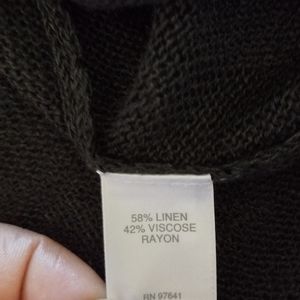 58% LINEN
42% VISCOSE
RAYON
RN 97641